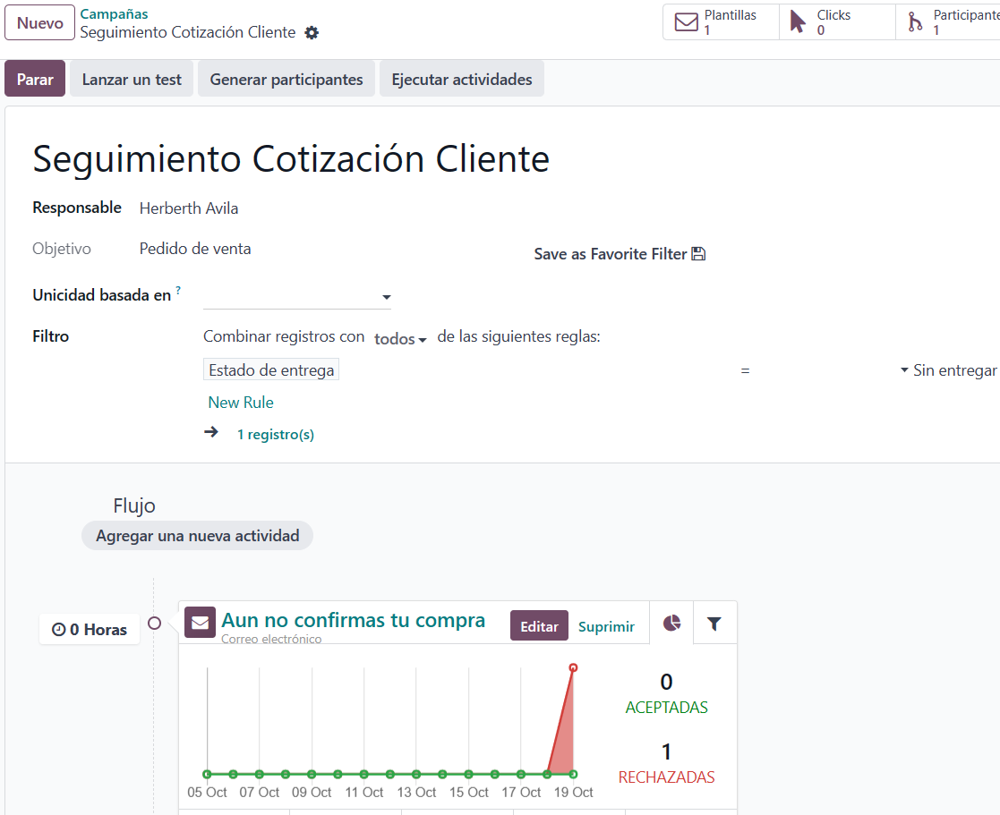 Nuevo
Campañas
Seguimiento Cotización Cliente
Plantillas
1
Clicks
0
Participante
1
Parar
Lanzar un test
Generar participantes
Ejecutar actividades
Seguimiento Cotización Cliente
Responsable Herberth Avila
Objetivo Pedido de venta
Save as Favorite Filter
Unicidad basada en ?
Filtro Combinar registros con todos de las siguientes reglas:
Estado de entrega = Sin entregar
New Rule
1 registro(s)
Flujo
Agregar una nueva actividad
0 Horas
Aun no confirmas tu compra
Correo electrónico
Editar
Suprimir
0
ACEPTADAS
1
RECHAZADAS
05 Oct 07 Oct 09 Oct 11 Oct 13 Oct 15 Oct 17 Oct 19 Oct